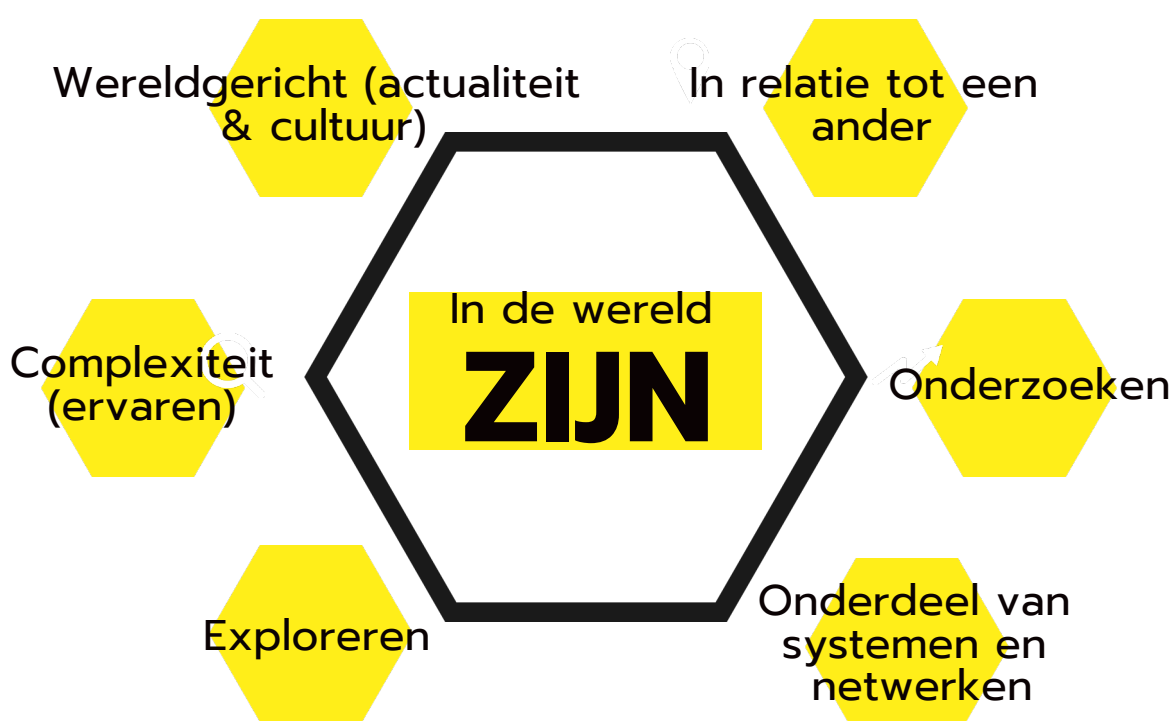 Wereldgericht (actualiteit
& cultuur)
In relatie tot een
ander
In de wereld
ZIJN
Complexiteit
(ervaren)
Onderzoeken
Exploreren
Onderdeel van
systemen en
netwerken